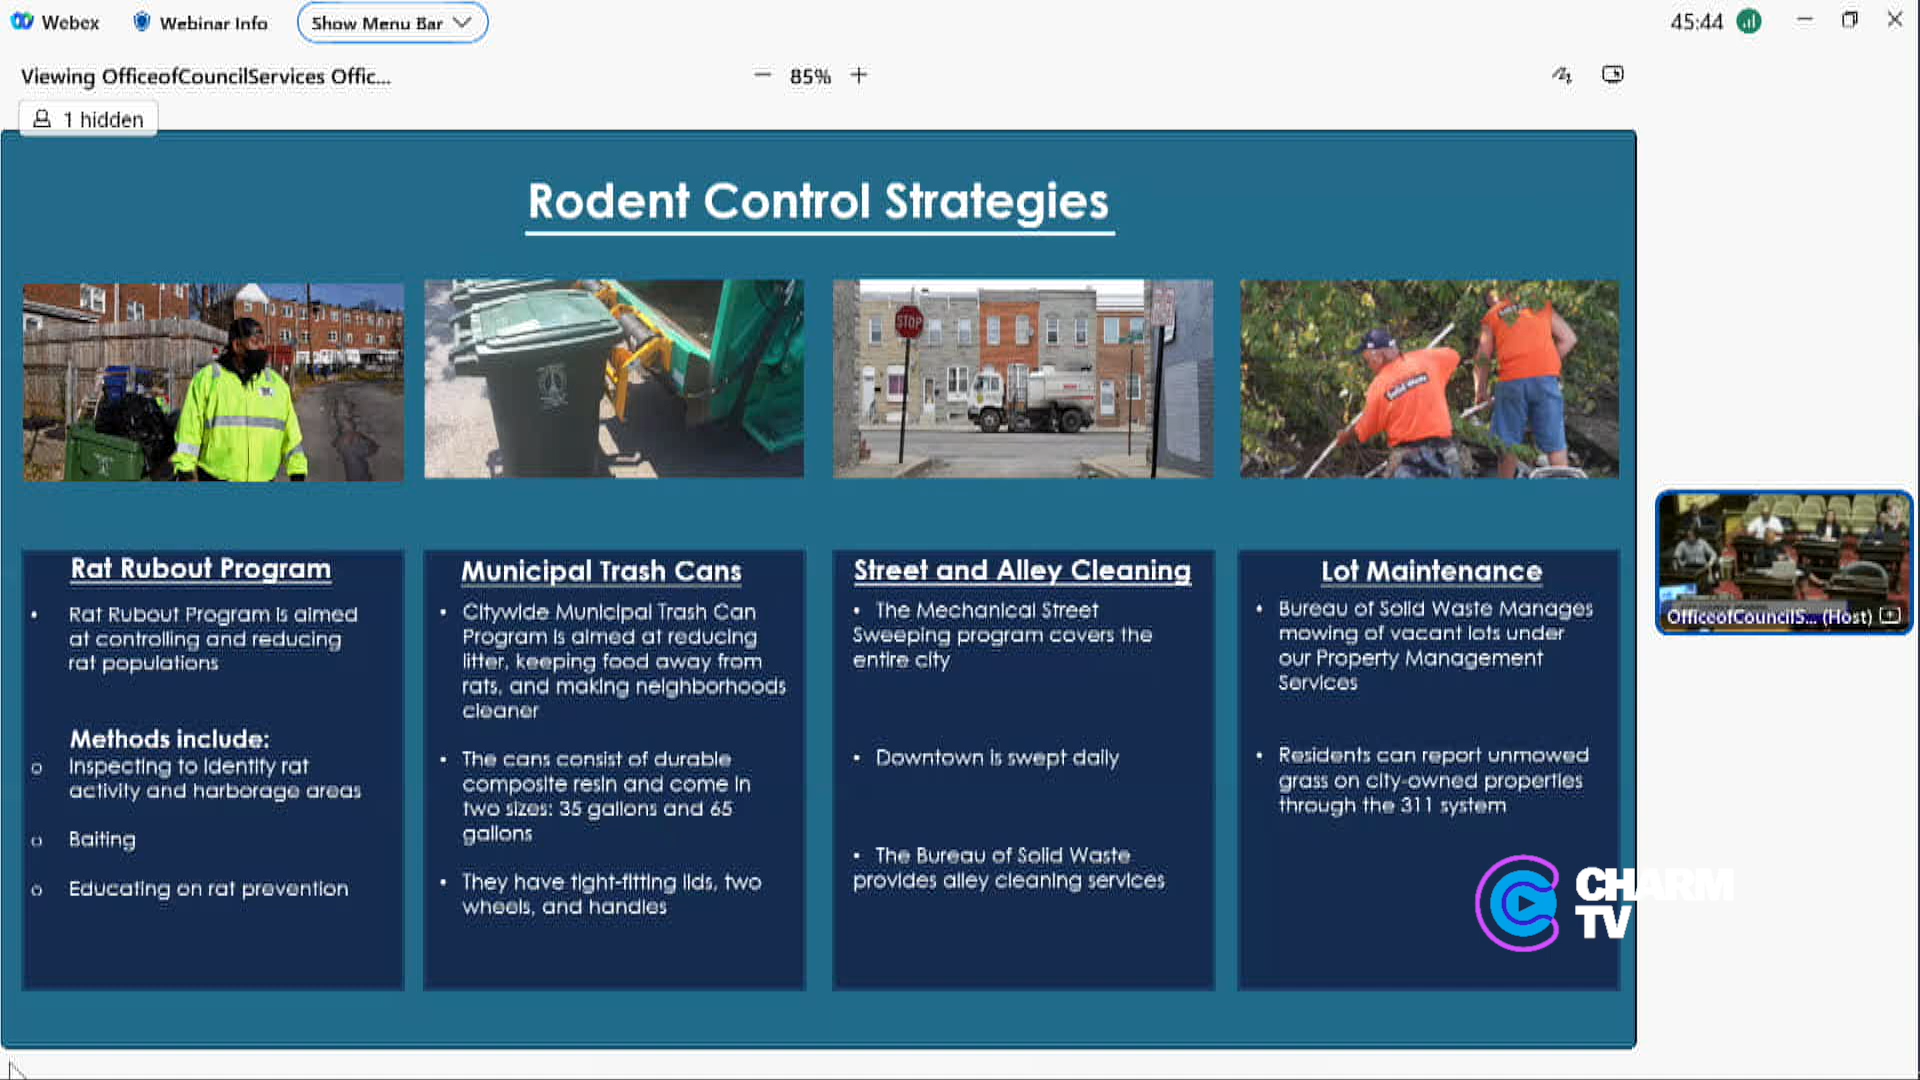 Webex
Webinar Info
Show Menu Bar
45:44
Viewing OfficeofCouncilServices Offic...
85%
1 hidden
Rodent Control Strategies
STOP
Solid Waste
Rat Rubout Program
• Rat Rubout Program is aimed
at controlling and reducing
rat populations
Methods include:
o Inspecting to identify rat
activity and harborage areas
o Baiting
o Educating on rat prevention
Municipal Trash Cans
• Citywide Municipal Trash Can
Program is aimed at reducing
litter, keeping food away from
rats, and making neighborhoods
cleaner
• The cans consist of durable
composite resin and come in
two sizes: 35 gallons and 65
gallons
• They have tight-fitting lids, two
wheels, and handles
Street and Alley Cleaning
• The Mechanical Street
Sweeping program covers the
entire city
• Downtown is swept daily
• The Bureau of Solid Waste
provides alley cleaning services
Lot Maintenance
• Bureau of Solid Waste Manages
mowing of vacant lots under
our Property Management
Services
• Residents can report unmowed
grass on city-owned properties
through the 311 system
OfficeofCouncilS... (Host)
CHARM
TV